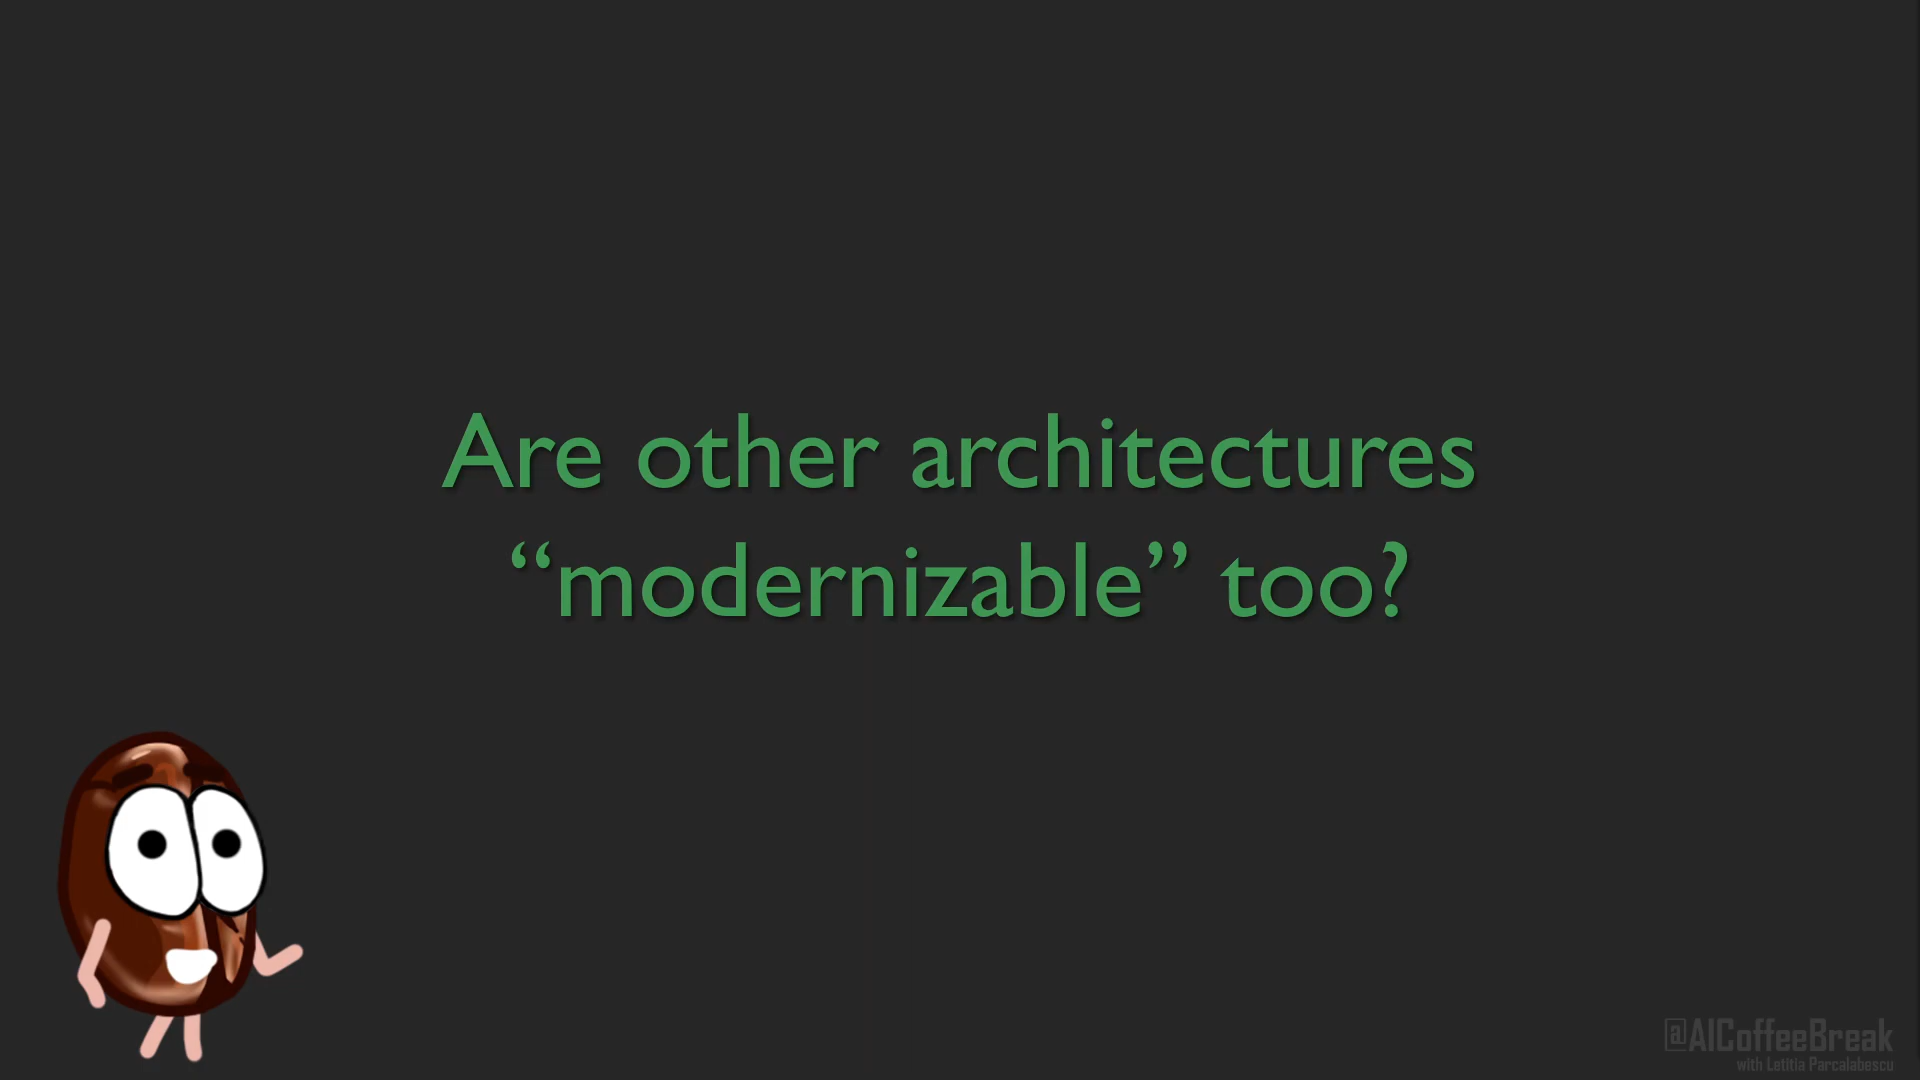 Are other architectures
“modernizable” too?
@AICoffeeBreak
with Letitia Parcalabescu